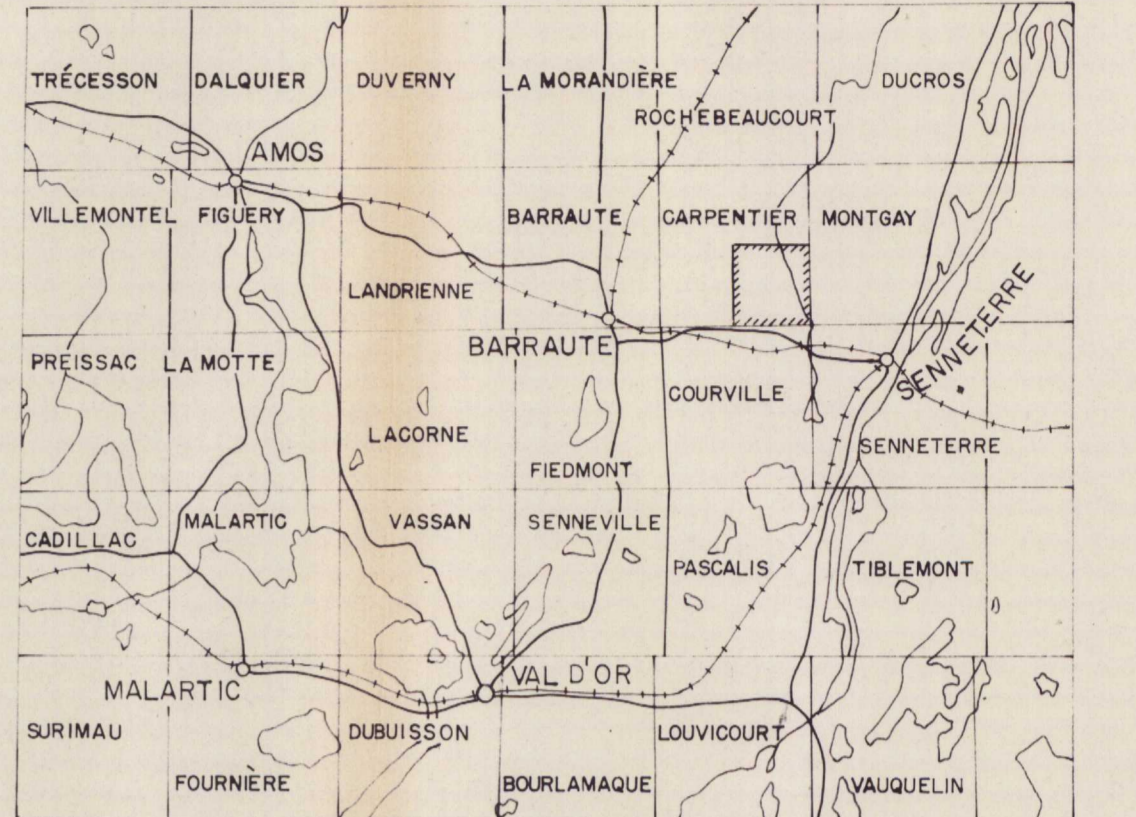 TRÉCESSON DALQUIER DUVERNY LA MORANDIÈRE DUCROS
ROCHEBEAUCOURT
AMOS
VILLEMONTEL FIGUERY BARRAUTE CARPENTIER MONTGAY
LANDRIENNE
BARRAUTE
SENNETERRE
PREISSAC LA MOTTE
COURVILLE
LACORNE
SENNETERRE
FIEDMONT
CADILLAC MALARTIC VASSAN SENNEVILLE
PASCALIS TIBLEMONT
MALARTIC VAL D'OR
SURIMAU DUBUISSON LOUVICOURT
FOURNIÈRE BOURLAMAQUE VAUQUELIN